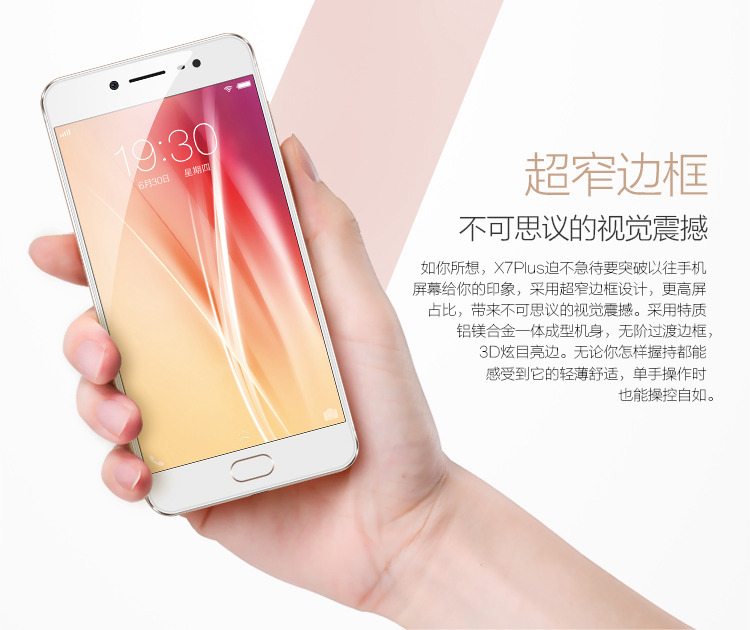 19:30
6月30日 星期四
超窄边框
不可思议的视觉震撼
如你所想，X7Plus迫不急待要突破以往手机
屏幕给你的印象，采用超窄边框设计，更高屏
占比，带来不可思议的视觉震撼。采用特质
铝镁合金一体成型机身，无阶过渡边框，
3D炫目亮边。无论你怎样握持都能
感受到它的轻薄舒适，单手操作时
也能操控自如。